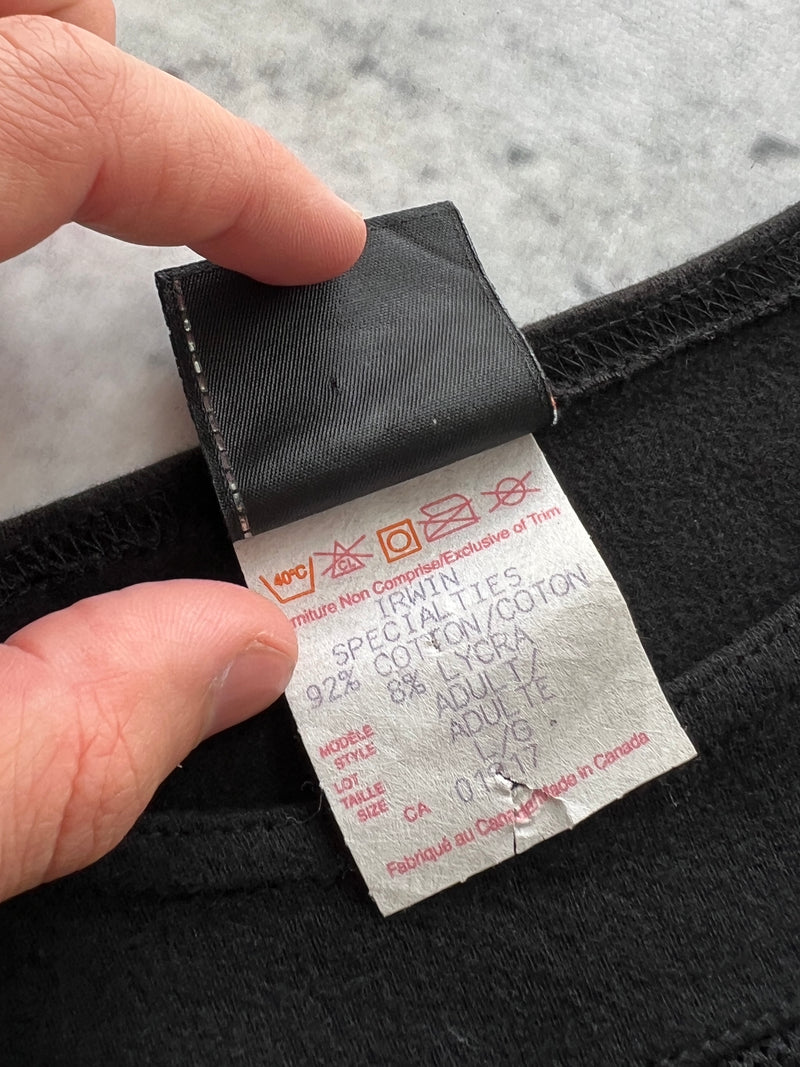 40°C CL
rniture Non Comprise/Exclusive of Trim
IRWIN
SPECIALTIES
92% COTTON/COTON
8% LYCRA
ADULT/
ADULTE
L/G
MODÈLE
STYLE
LOT
TAILLE
SIZE
CA
Fabriqué au Canada/Made in Canada